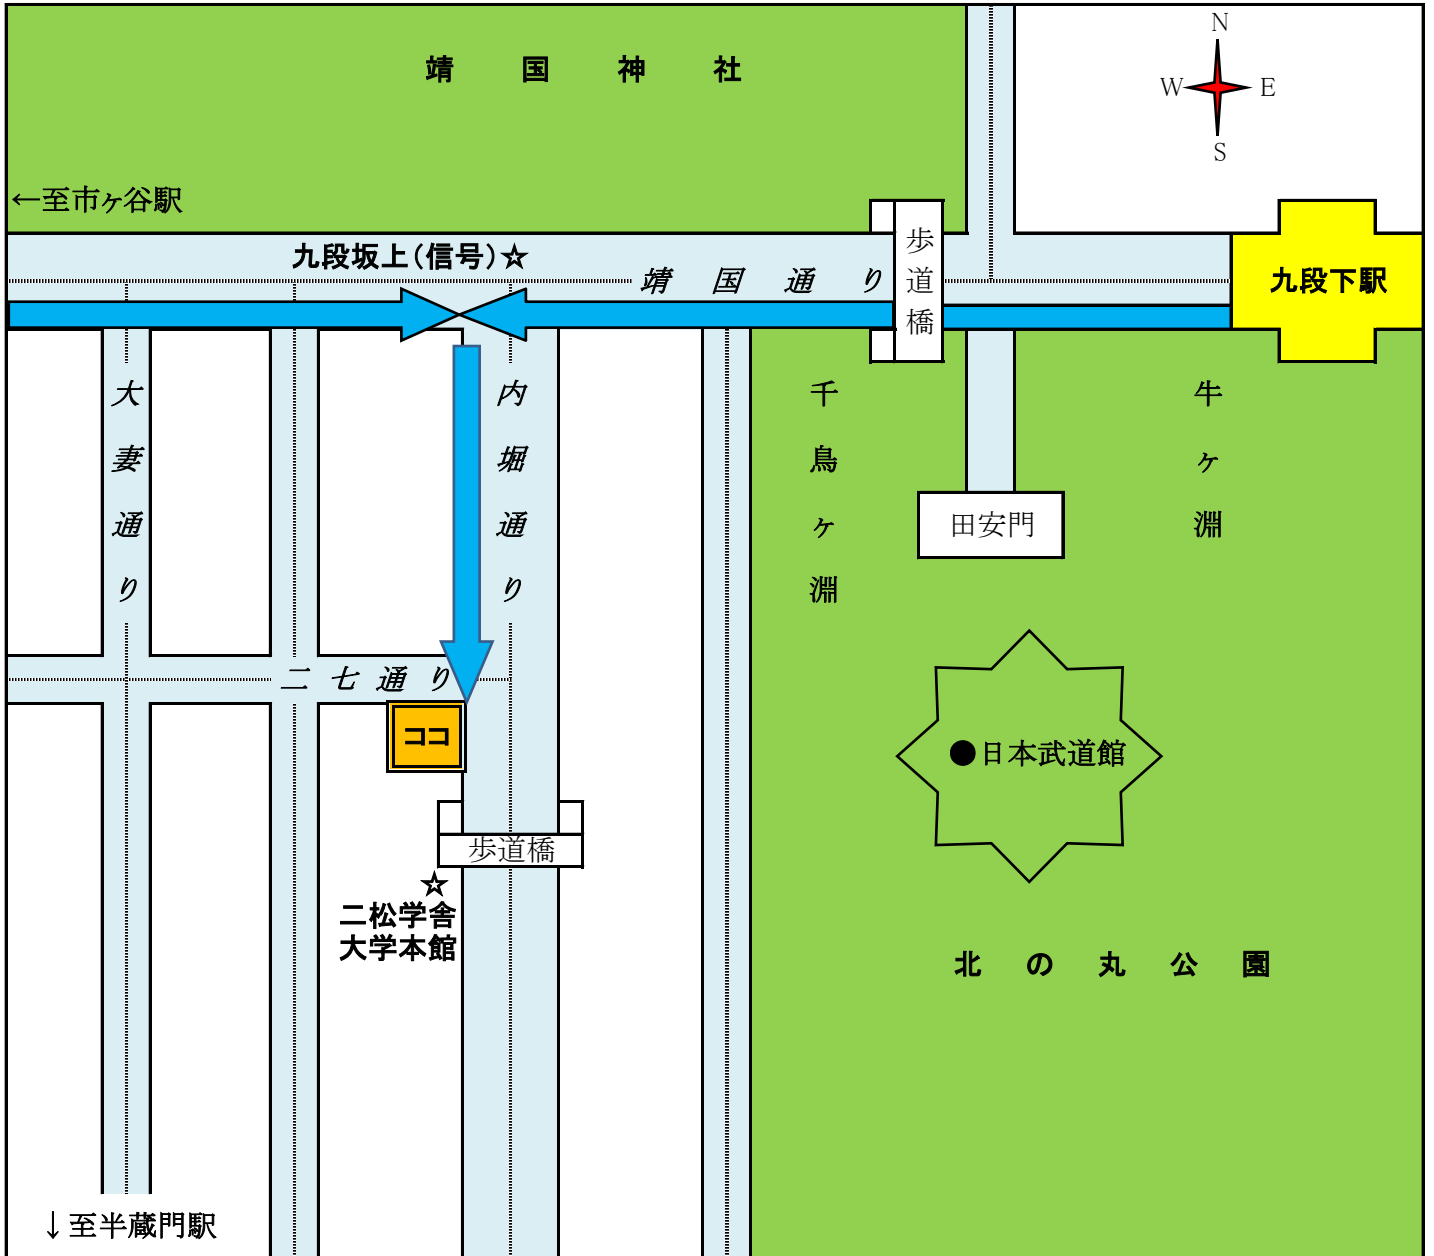 N
靖国神社
W E
S
←至市ヶ谷駅
九段坂上(信号)☆
靖国通り
歩道橋
九段下駅
大妻通り
内堀通り
千鳥ヶ淵
牛ヶ淵
田安門
二七通り
ココ
●日本武道館
歩道橋
☆
二松学舎
大学本館
北の丸公園
↓至半蔵門駅